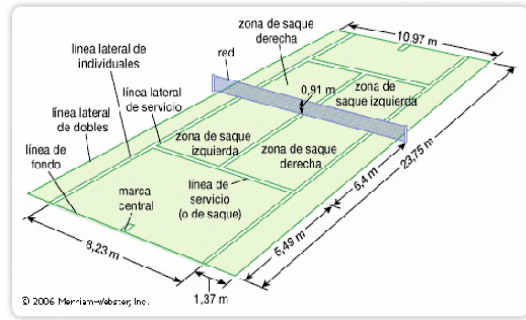 10,97 m
zona de saque
derecha
línea lateral de
individuales
red
0,91 m
zona de
saque izquierda
línea lateral
de dobles
línea lateral
de servicio
zona de saque
izquierda
zona de saque
derecha
23,75 m
línea de
fondo
marca
central
línea de
servicio
(o de saque)
6,4 m
5,49 m
8,23 m
1,37 m
© 2006 Merriam-Webster, Inc.